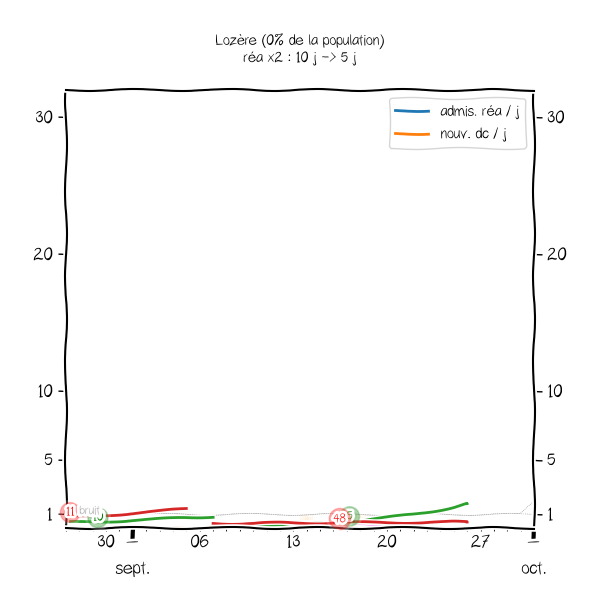 Lozère (0% de la population)
réa x2 : 10 j -> 5 j
admis. réa / j
nouv. dc / j
30 30
20 20
10 10
5 5
1 1
11 bruit
48
30 06 13 20 27
sept. oct.